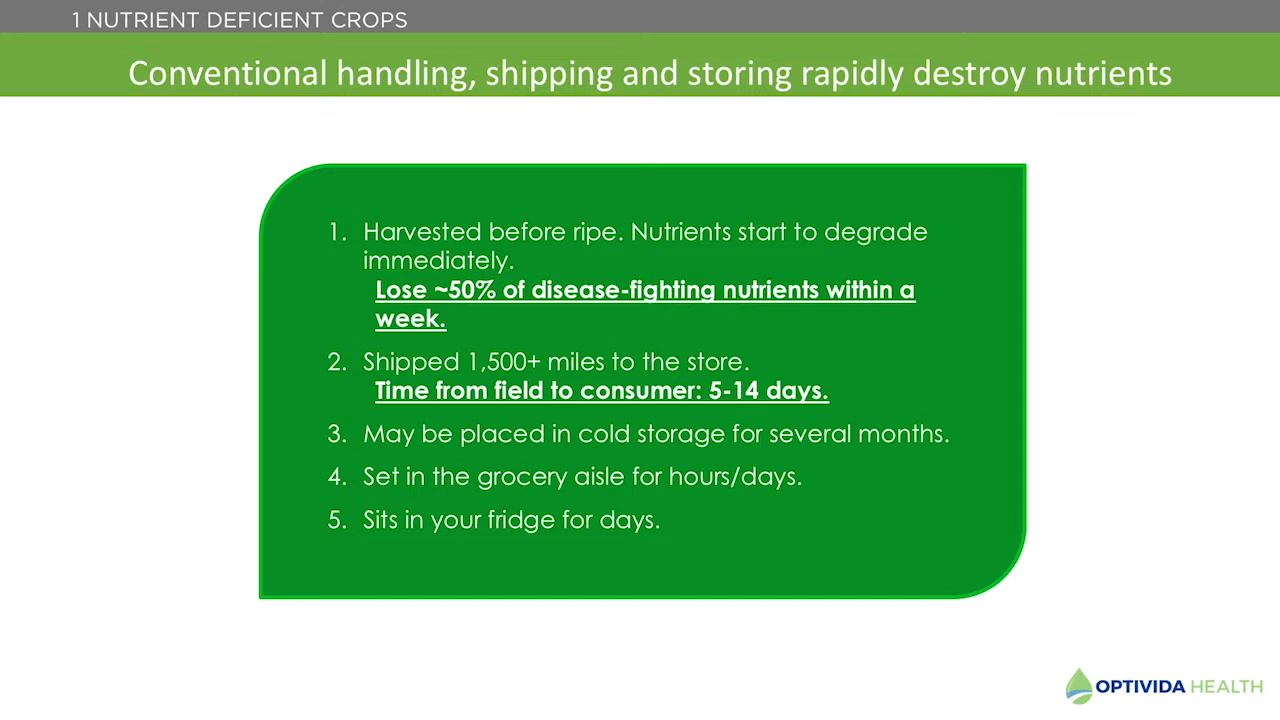 1 NUTRIENT DEFICIENT CROPS
Conventional handling, shipping and storing rapidly destroy nutrients
1. Harvested before ripe. Nutrients start to degrade
immediately.
Lose ~50% of disease-fighting nutrients within a
week.
2. Shipped 1,500+ miles to the store.
Time from field to consumer: 5-14 days.
3. May be placed in cold storage for several months.
4. Set in the grocery aisle for hours/days.
5. Sits in your fridge for days.
OPTIVIDA HEALTH